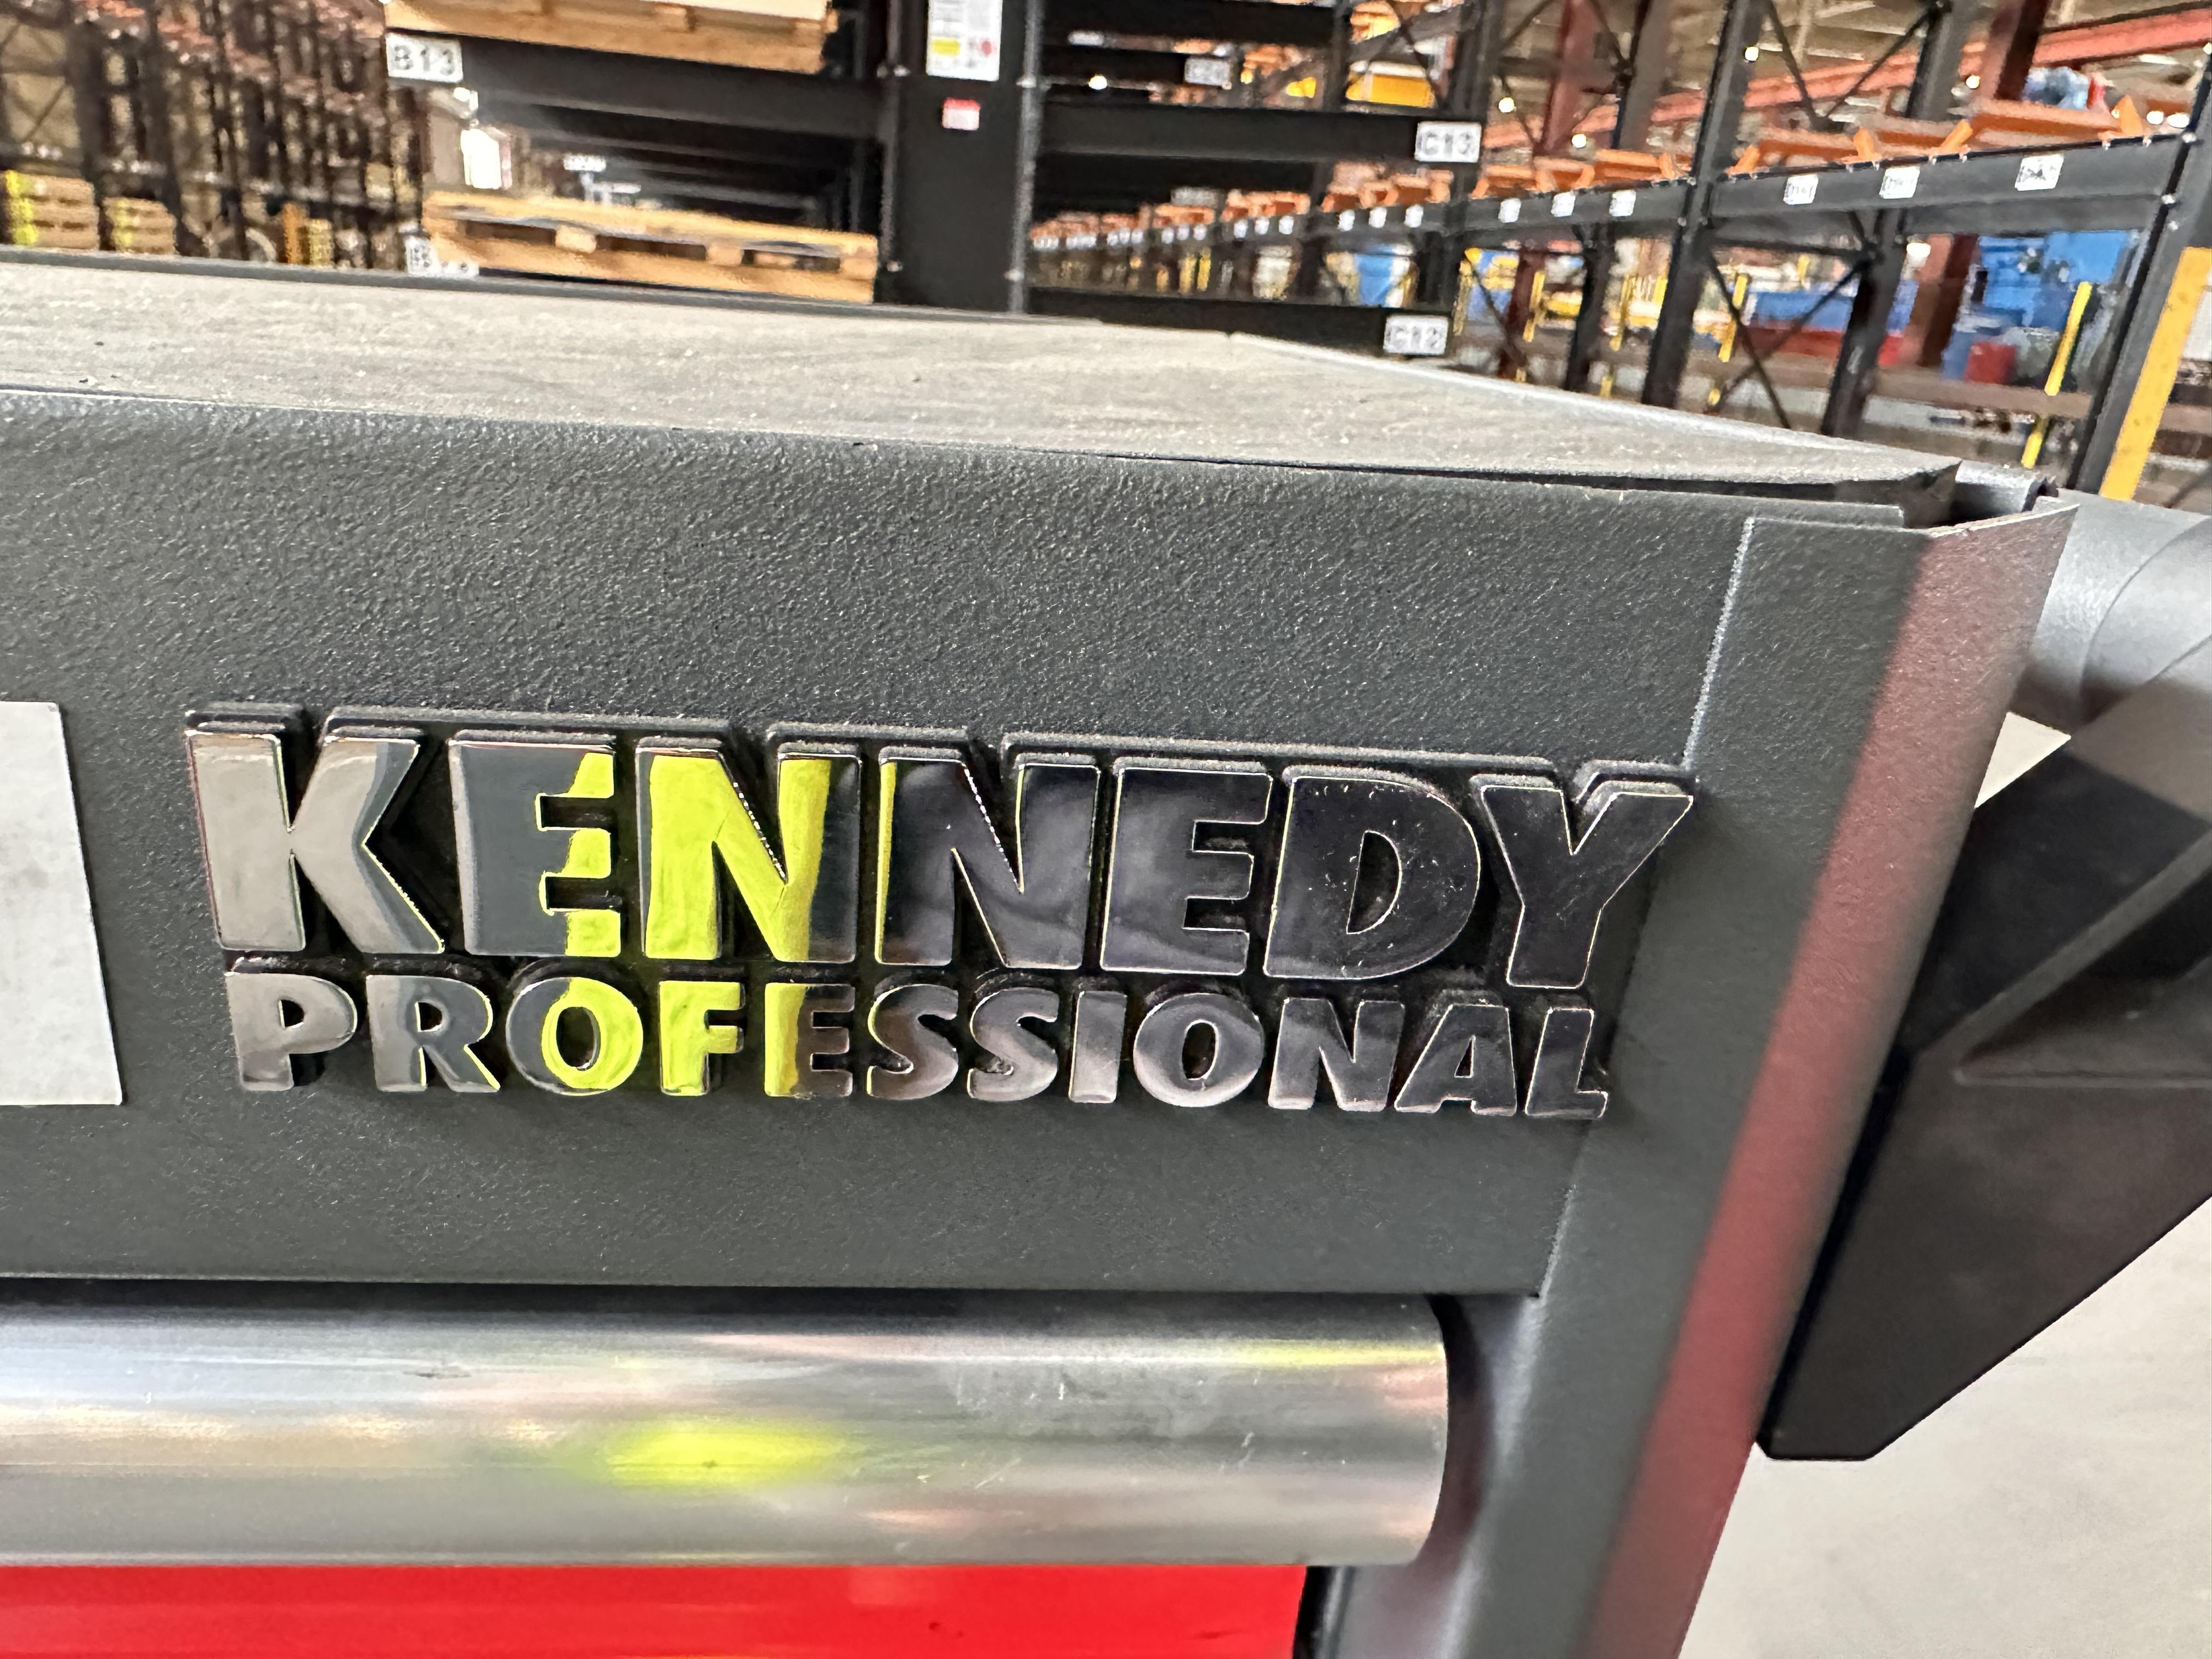 B13
C13
C12
KENNEDY
PROFESSIONAL